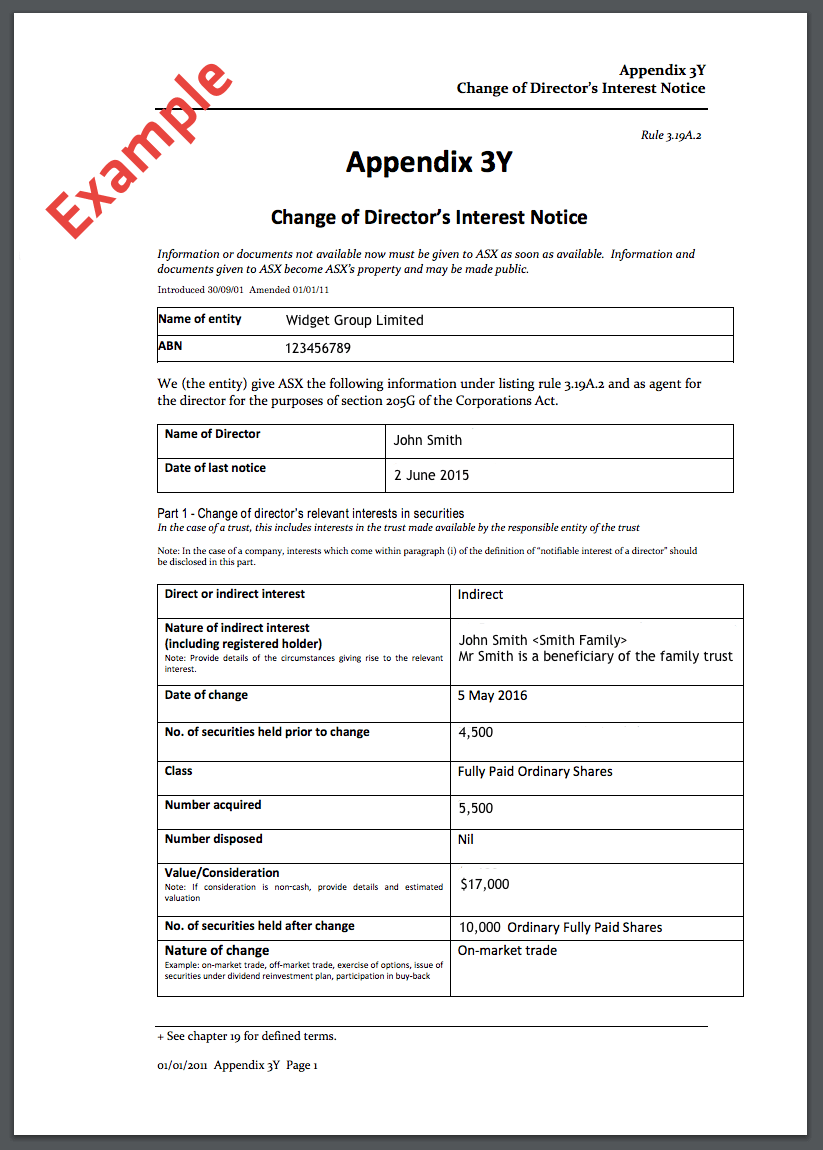 Example
Appendix 3Y
Change of Director’s Interest Notice
Rule 3.19A.2
Appendix 3Y
Change of Director’s Interest Notice
Information or documents not available now must be given to ASX as soon as available. Information and
documents given to ASX become ASX’s property and may be made public.
Introduced 30/09/01 Amended 01/01/11
Name of entity Widget Group Limited
ABN 123456789
We (the entity) give ASX the following information under listing rule 3.19A.2 and as agent for
the director for the purposes of section 205G of the Corporations Act.
Name of Director John Smith
Date of last notice 2 June 2015
Part 1 - Change of director’s relevant interests in securities
In the case of a trust, this includes interests in the trust made available by the responsible entity of the trust
Note: In the case of a company, interests which come within paragraph (i) of the definition of “notifiable interest of a director” should
be disclosed in this part.
Direct or indirect interest Indirect
Nature of indirect interest
(including registered holder)
Note: Provide details of the circumstances giving rise to the relevant
interest.
John Smith <Smith Family>
Mr Smith is a beneficiary of the family trust
Date of change 5 May 2016
No. of securities held prior to change 4,500
Class Fully Paid Ordinary Shares
Number acquired 5,500
Number disposed Nil
Value/Consideration
Note: If consideration is non-cash, provide details and estimated
valuation
$17,000
No. of securities held after change 10,000 Ordinary Fully Paid Shares
Nature of change On-market trade
Example: on-market trade, off-market trade, exercise of options, issue of
securities under dividend reinvestment plan, participation in buy-back
+ See chapter 19 for defined terms.
01/01/2011 Appendix 3Y Page 1